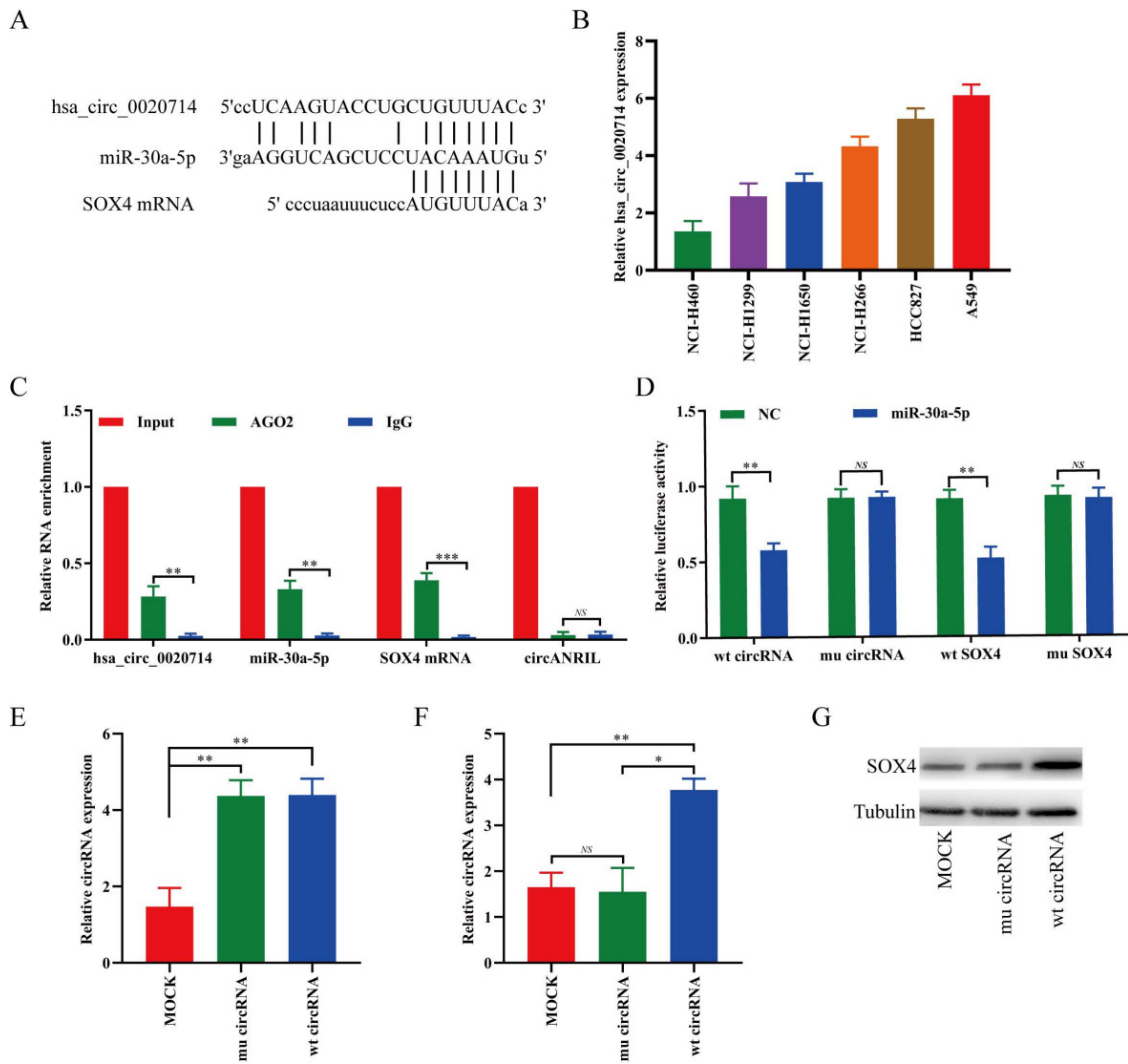 A
hsa_circ_0020714 5'ccUCAAGUACCUGCUGUUUACc 3'
miR-30a-5p 3'gaAGGUCAGCUCCUACAAAUGu 5'
SOX4 mRNA 5' cccuaauuucuccAUGUUUACa 3'
B
Relative hsa_circ_0020714 expression
8
6
4
2
0
NCI-H460
NCI-H1299
NCI-H1650
NCI-H266
HCC827
A549
C
Input AGO2 IgG
Relative RNA enrichment
1.5
1.0
0.5
0.0
** ** *** NS
hsa_circ_0020714 miR-30a-5p SOX4 mRNA circANRIL
D
NC miR-30a-5p
Relative luciferase activity
1.5
1.0
0.5
0.0
** NS ** NS
wt circRNA mu circRNA wt SOX4 mu SOX4
E
Relative circRNA expression
6
4
2
0
**
**
MOCK
mu circRNA
wt circRNA
F
Relative circRNA expression
5
4
3
2
1
0
**
*
NS
MOCK
mu circRNA
wt circRNA
G
SOX4
Tubulin
MOCK
mu circRNA
wt circRNA